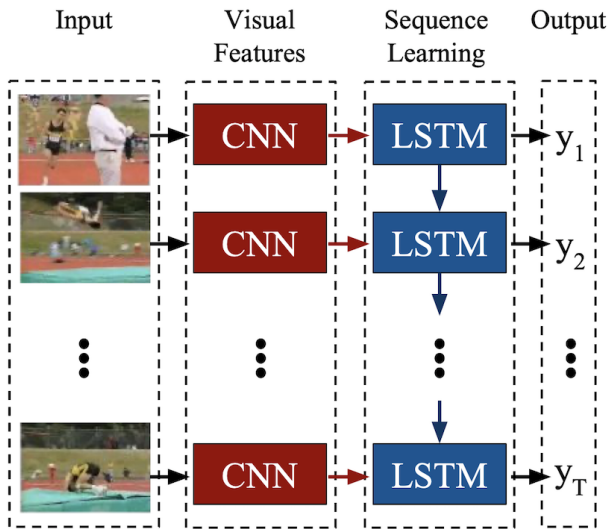 Input
Visual
Features
Sequence
Learning
Output
CNN
LSTM
y1
CNN
LSTM
y2
CNN
LSTM
yT